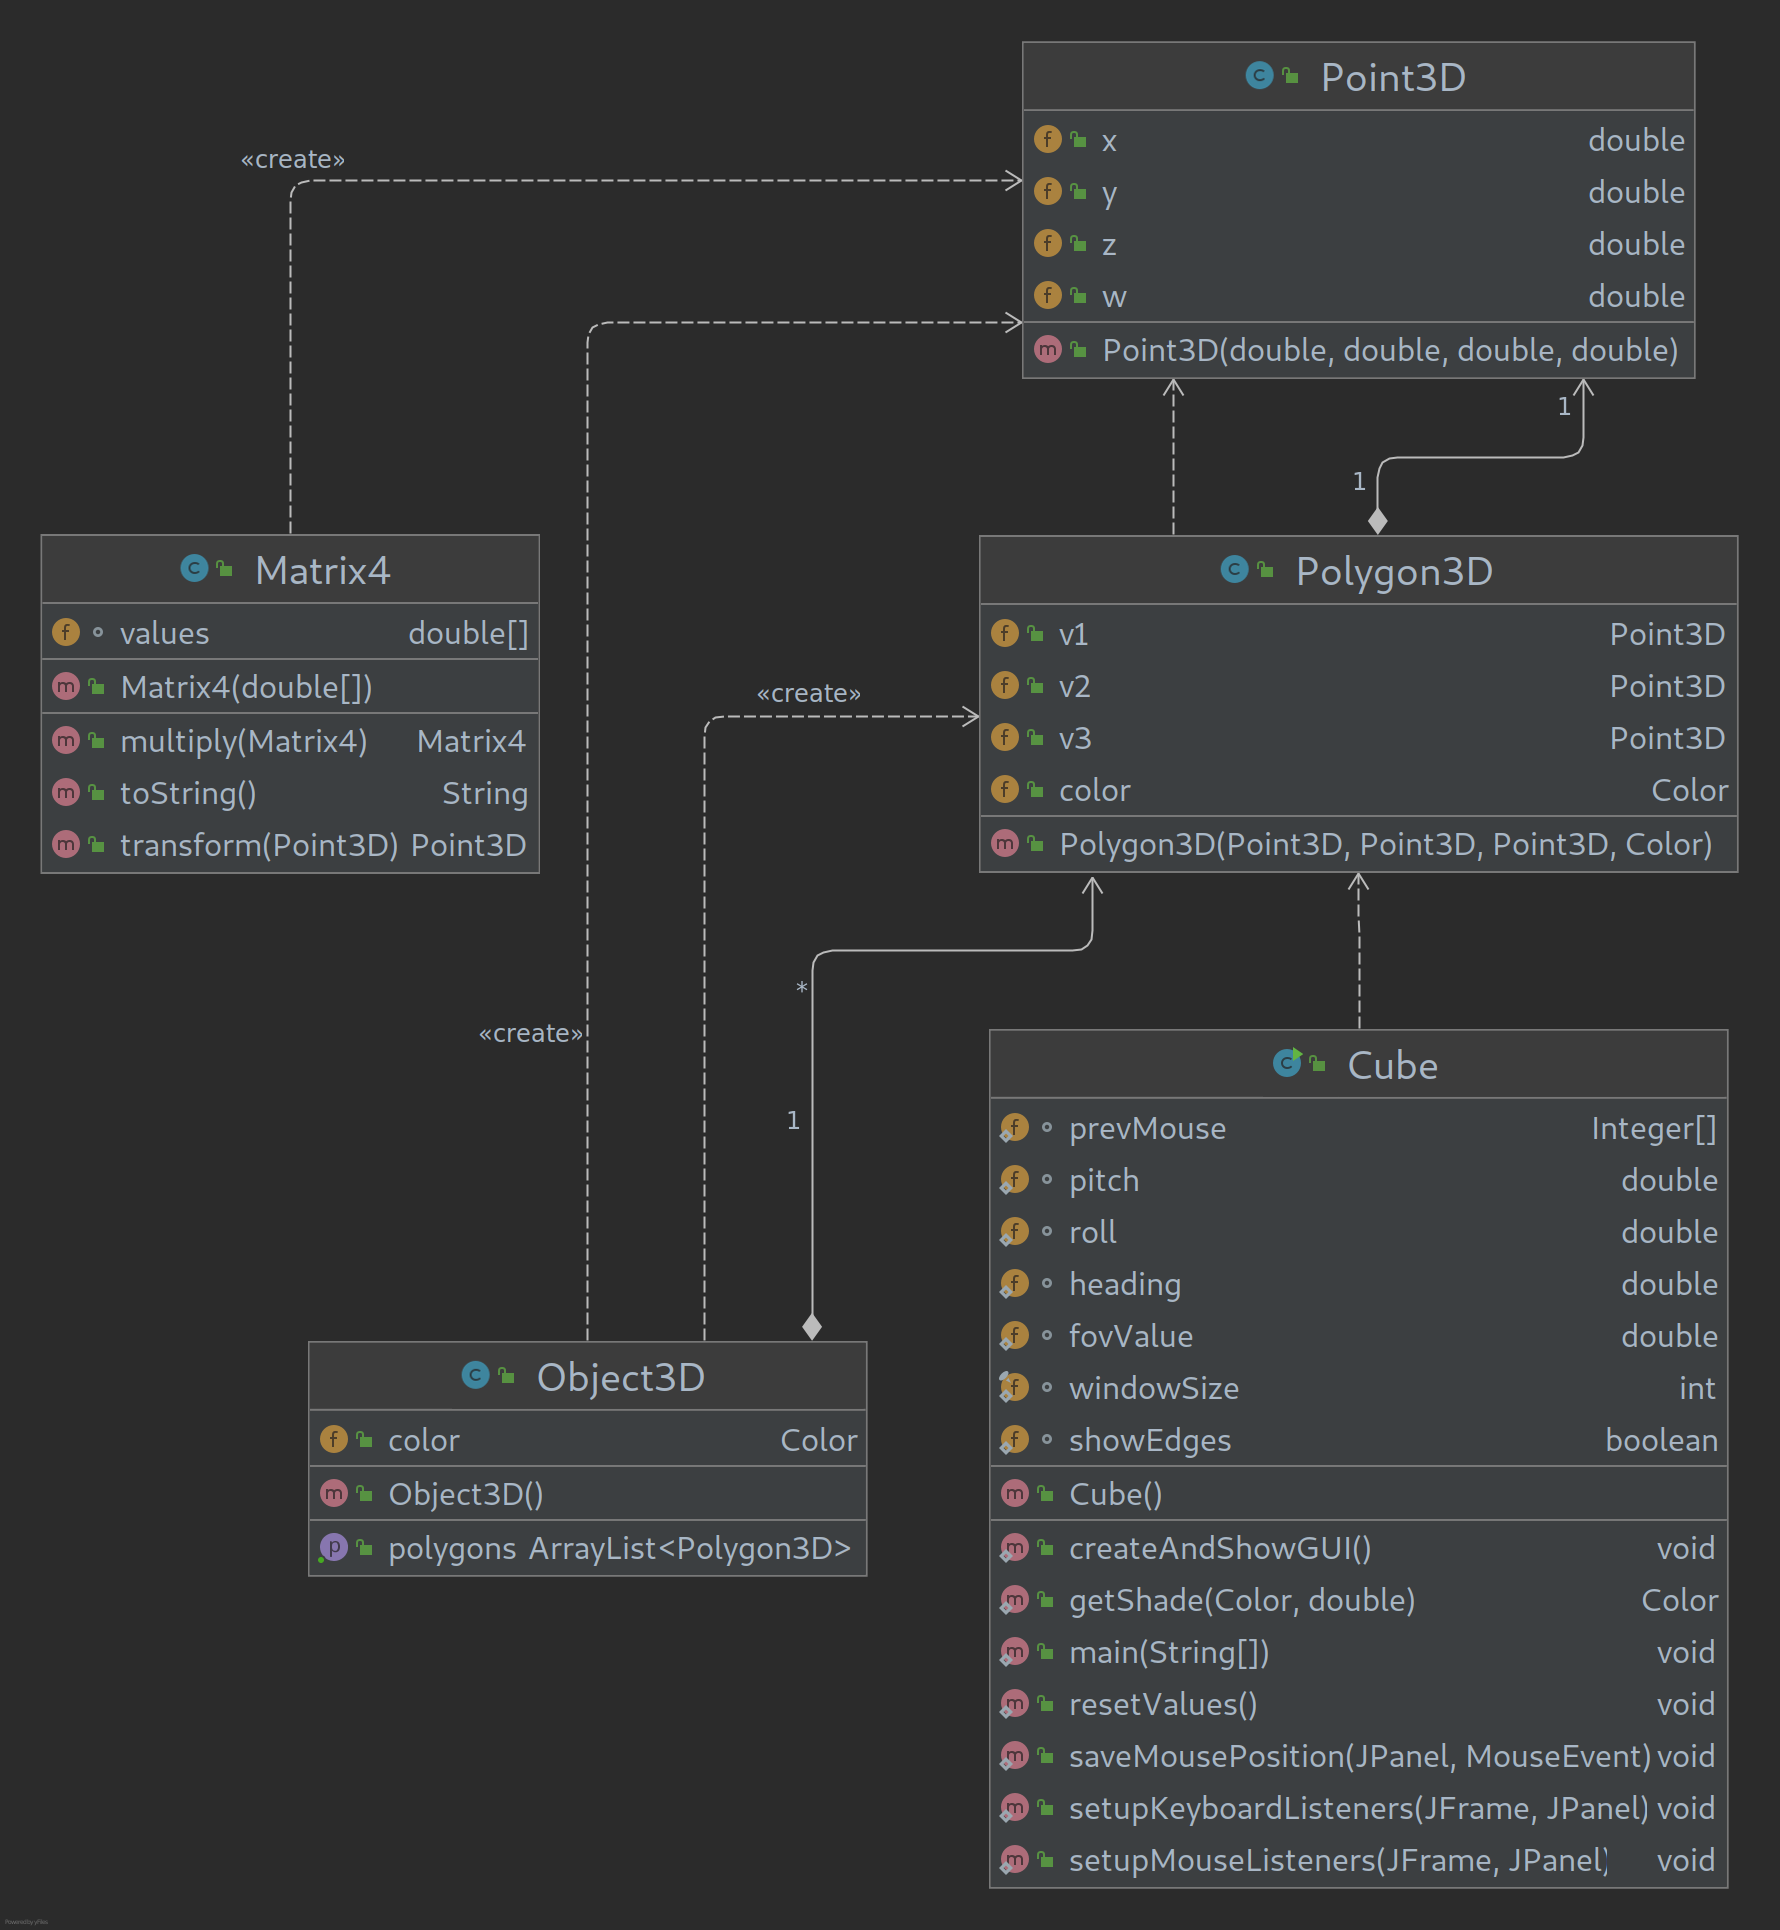 Point3D
x double
y double
z double
w double
Point3D(double, double, double, double)
«create»
1
1
Matrix4
values double[]
Matrix4(double[])
multiply(Matrix4) Matrix4
toString() String
transform(Point3D) Point3D
Polygon3D
v1 Point3D
v2 Point3D
v3 Point3D
color Color
Polygon3D(Point3D, Point3D, Point3D, Color)
«create»
*
«create»
1
Cube
prevMouse Integer[]
pitch double
roll double
heading double
fovValue double
windowSize int
showEdges boolean
Cube()
createAndShowGUI() void
getShade(Color, double) Color
main(String[]) void
resetValues() void
saveMousePosition(JPanel, MouseEvent) void
setupKeyboardListeners(JFrame, JPanel) void
setupMouseListeners(JFrame, JPanel) void
Object3D
color Color
Object3D()
polygons ArrayList<Polygon3D>
Powered by yFiles